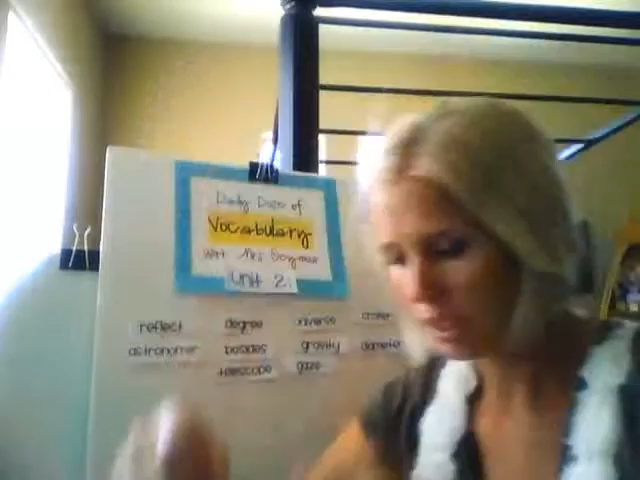 Daily Dose of
Vocabulary
Unit 2:
reflect degree universe crater
astronomer besides gravity diameter
telescope gaze